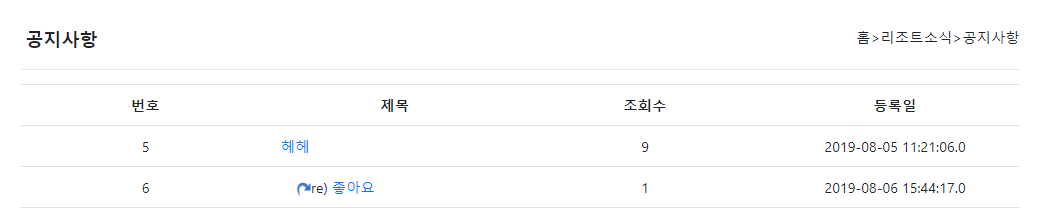 공지사항
홈>리조트소식>공지사항
번호 제목 조회수 등록일
5 헤헤 9 2019-08-05 11:21:06.0
6 re) 좋아요 1 2019-08-06 15:44:17.0